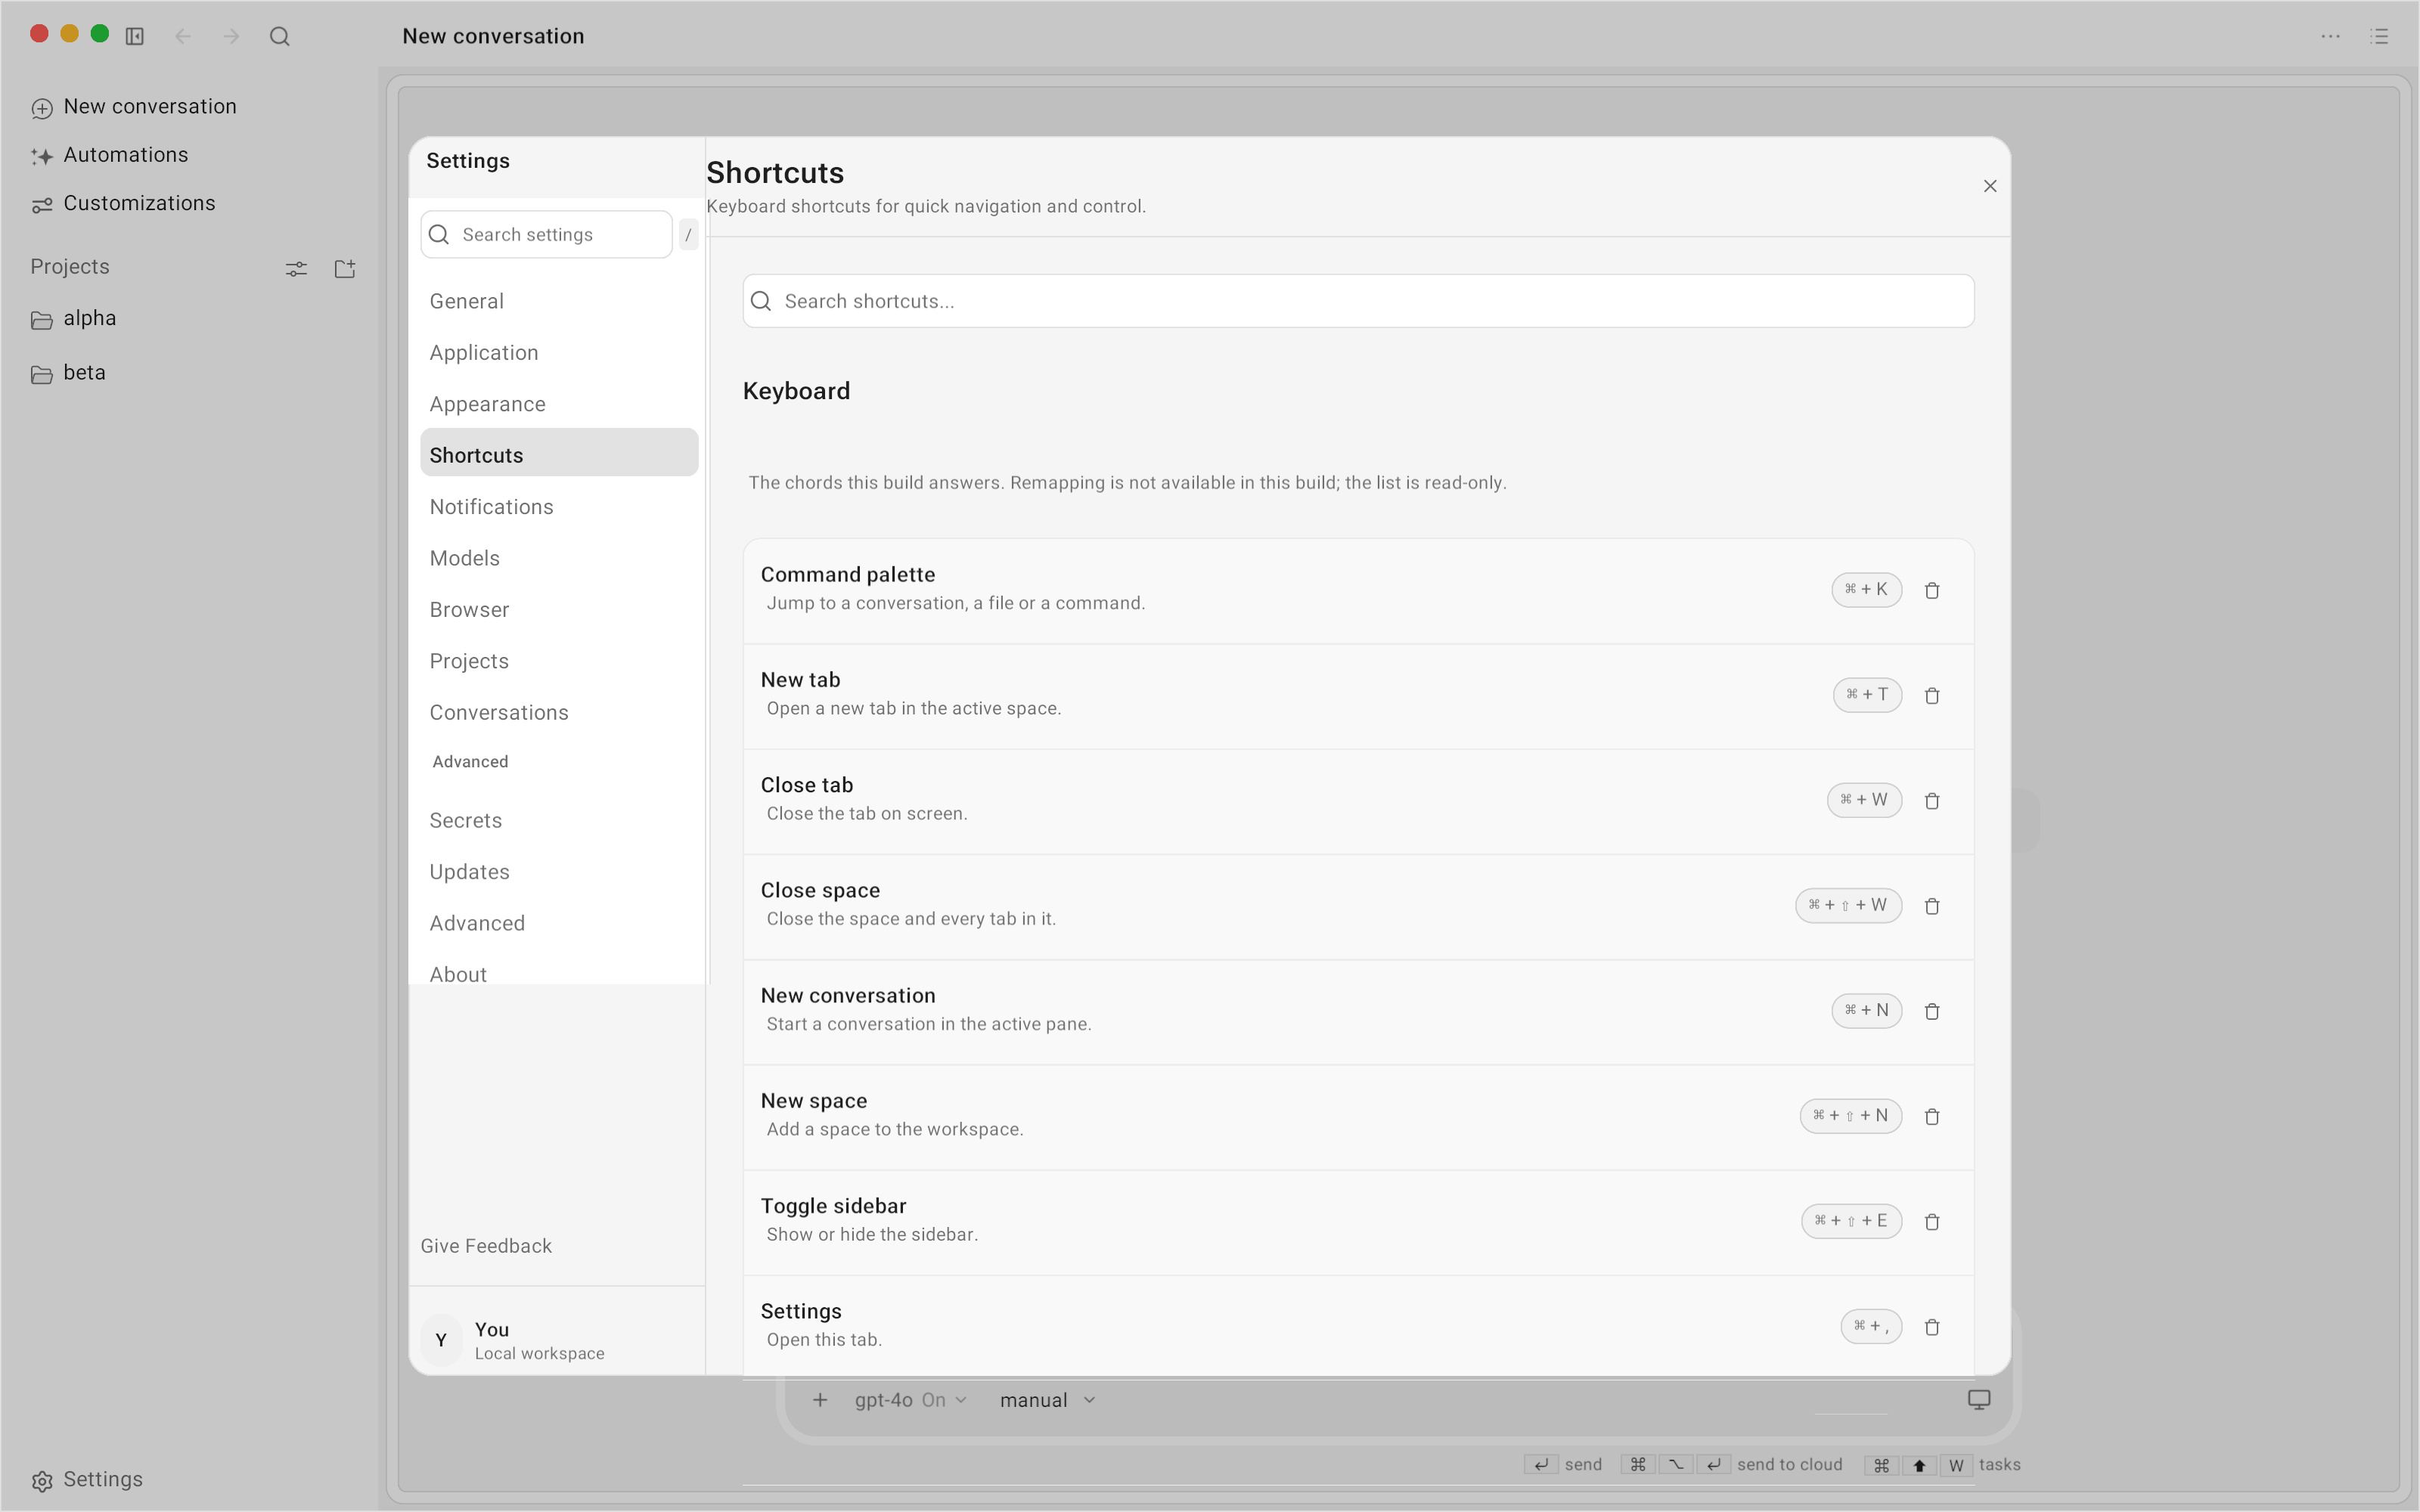 New conversation
New conversation
Automations
Customizations
Projects
alpha
beta
Settings
Settings
Search settings
/
General
Application
Appearance
Shortcuts
Notifications
Models
Browser
Projects
Conversations
Advanced
Secrets
Updates
Advanced
About
Give Feedback
Y
You
Local workspace
Shortcuts
Keyboard shortcuts for quick navigation and control.
Search shortcuts...
Keyboard
The chords this build answers. Remapping is not available in this build; the list is read-only.
Command palette
Jump to a conversation, a file or a command.
⌘ + K
New tab
Open a new tab in the active space.
⌘ + T
Close tab
Close the tab on screen.
⌘ + W
Close space
Close the space and every tab in it.
⌘ + ⇧ + W
New conversation
Start a conversation in the active pane.
⌘ + N
New space
Add a space to the workspace.
⌘ + ⇧ + N
Toggle sidebar
Show or hide the sidebar.
⌘ + ⇧ + E
Settings
Open this tab.
⌘ + ,
gpt-4o On manual
send ⌘ ⌥ send to cloud ⌘ W tasks